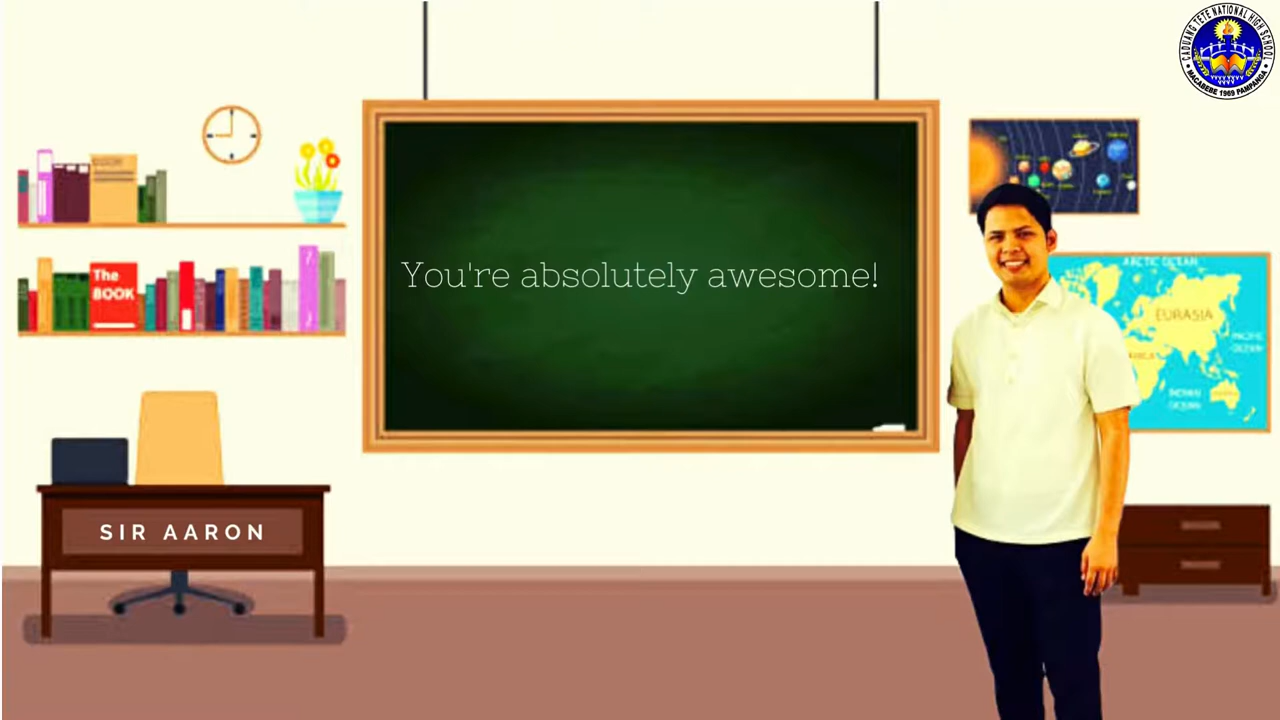 CADUANG TETE NATIONAL HIGH SCHOOL
MACABEBE 1969 PAMPANGA
You're absolutely awesome!
The
BOOK
ARCTIC OCEAN
EURASIA
PACIFIC
OCEAN
INDIAN
OCEAN
SIR AARON